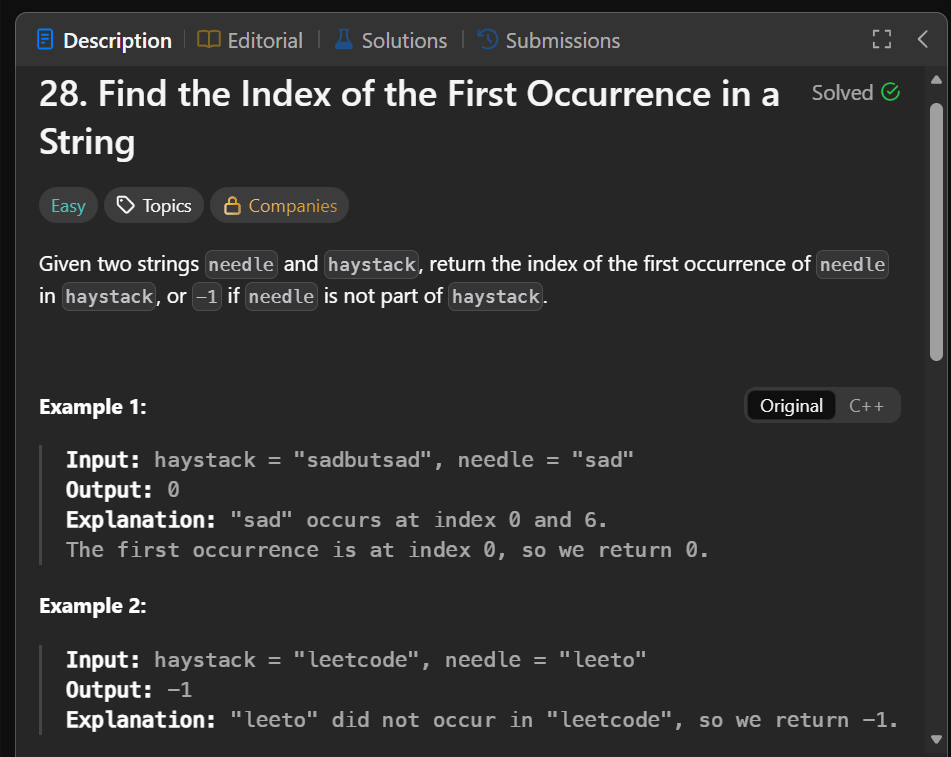 Description Editorial Solutions Submissions
28. Find the Index of the First Occurrence in a Solved
String
Easy Topics Companies
Given two strings needle and haystack, return the index of the first occurrence of needle
in haystack, or -1 if needle is not part of haystack.
Example 1: Original C++
Input: haystack = "sadbutsad", needle = "sad"
Output: 0
Explanation: "sad" occurs at index 0 and 6.
The first occurrence is at index 0, so we return 0.
Example 2:
Input: haystack = "leetcode", needle = "leeto"
Output: -1
Explanation: "leeto" did not occur in "leetcode", so we return -1.